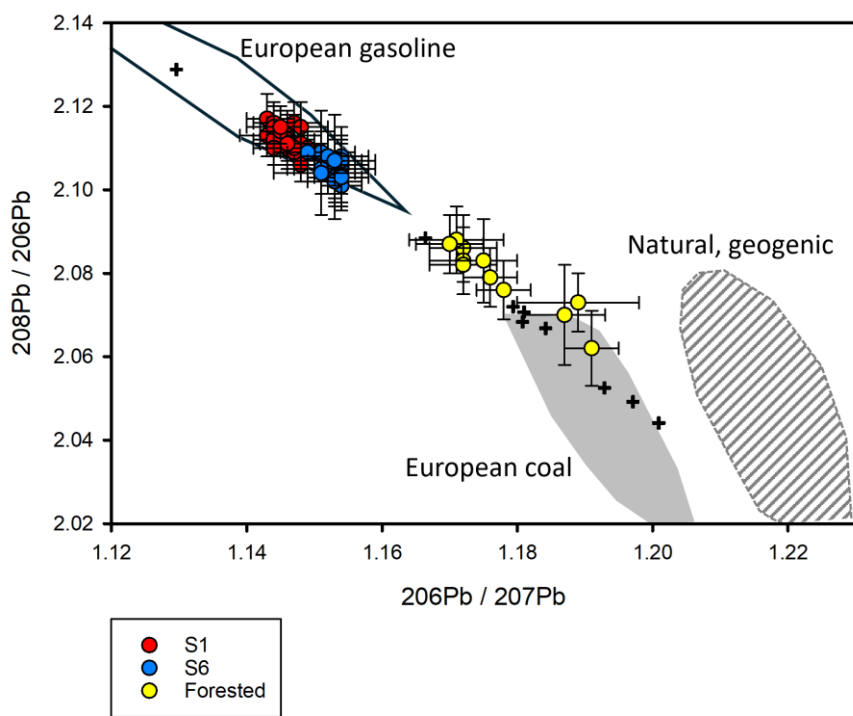 2.14
European gasoline
2.12
2.10
208Pb / 206Pb
Natural, geogenic
2.08
2.06
European coal
2.04
2.02
1.12 1.14 1.16 1.18 1.20 1.22
206Pb / 207Pb
S1
S6
Forested